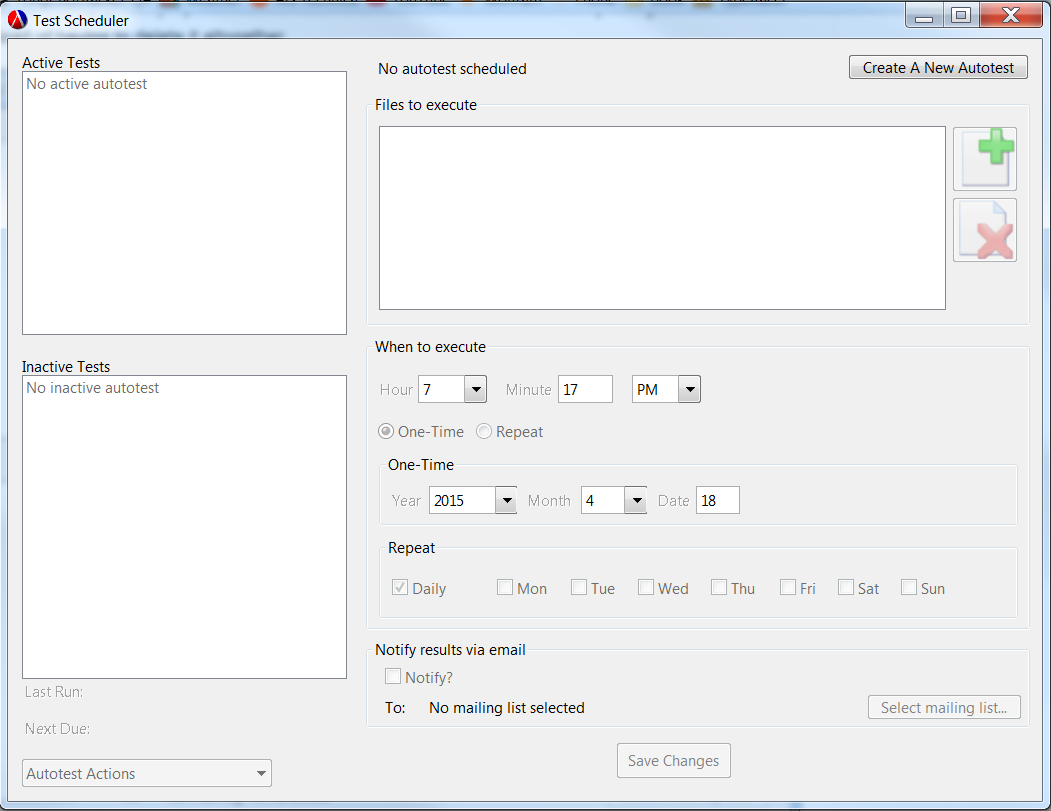 Test Scheduler
Active Tests
No active autotest
No autotest scheduled
Create A New Autotest
Files to execute
Inactive Tests
No inactive autotest
When to execute
Hour 7 Minute 17 PM
One-Time Repeat
One-Time
Year 2015 Month 4 Date 18
Repeat
Daily Mon Tue Wed Thu Fri Sat Sun
Notify results via email
Notify?
To: No mailing list selected Select mailing list...
Last Run:
Next Due:
Autotest Actions
Save Changes